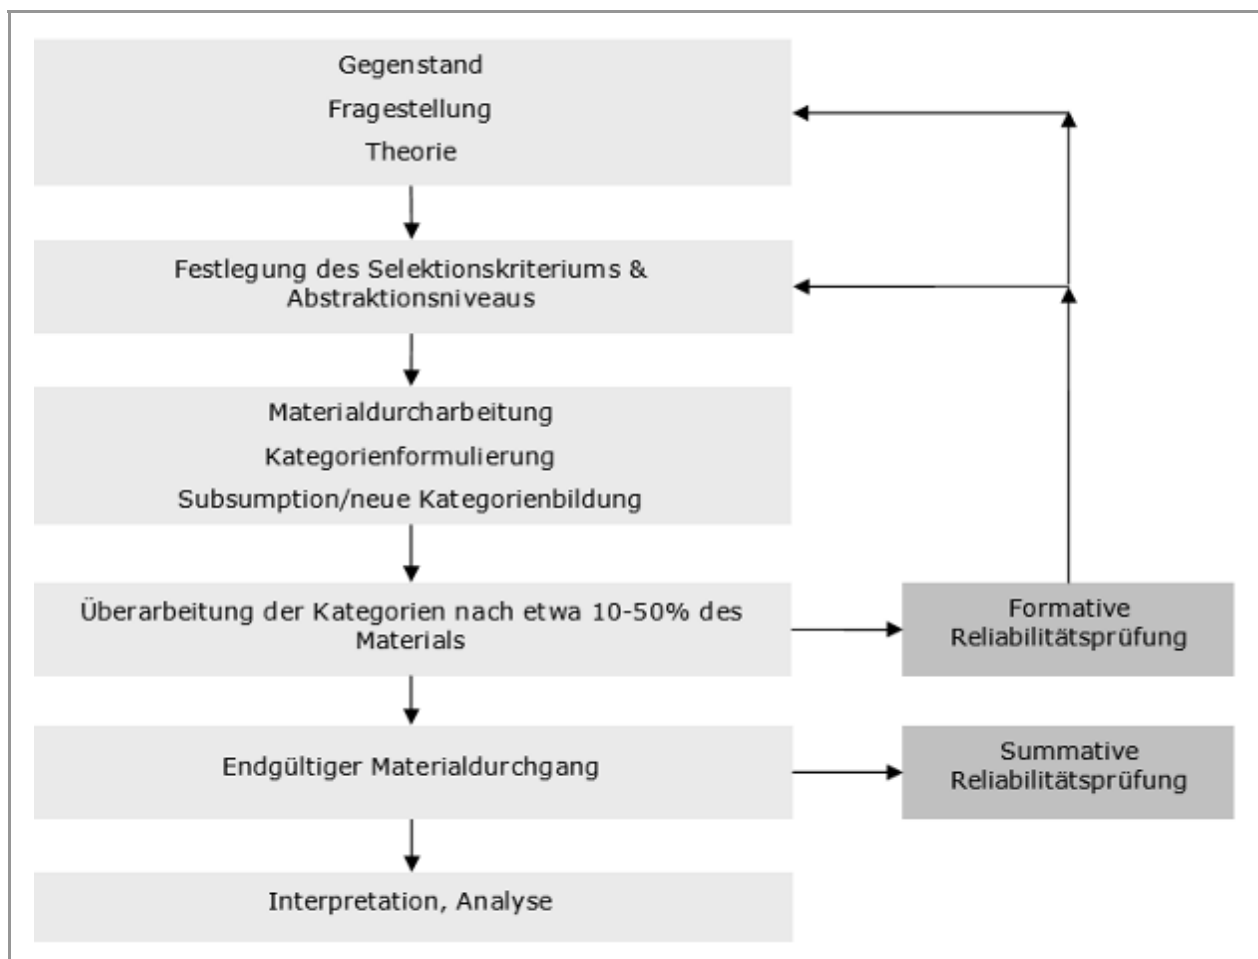 Gegenstand
Fragestellung
Theorie
Festlegung des Selektionskriteriums &
Abstraktionsniveaus
Materialdurcharbeitung
Kategorienformulierung
Subsumption/neue Kategorienbildung
Überarbeitung der Kategorien nach etwa 10-50% des
Materials
Formative
Reliabilitätsprüfung
Endgültiger Materialdurchgang
Summative
Reliabilitätsprüfung
Interpretation, Analyse